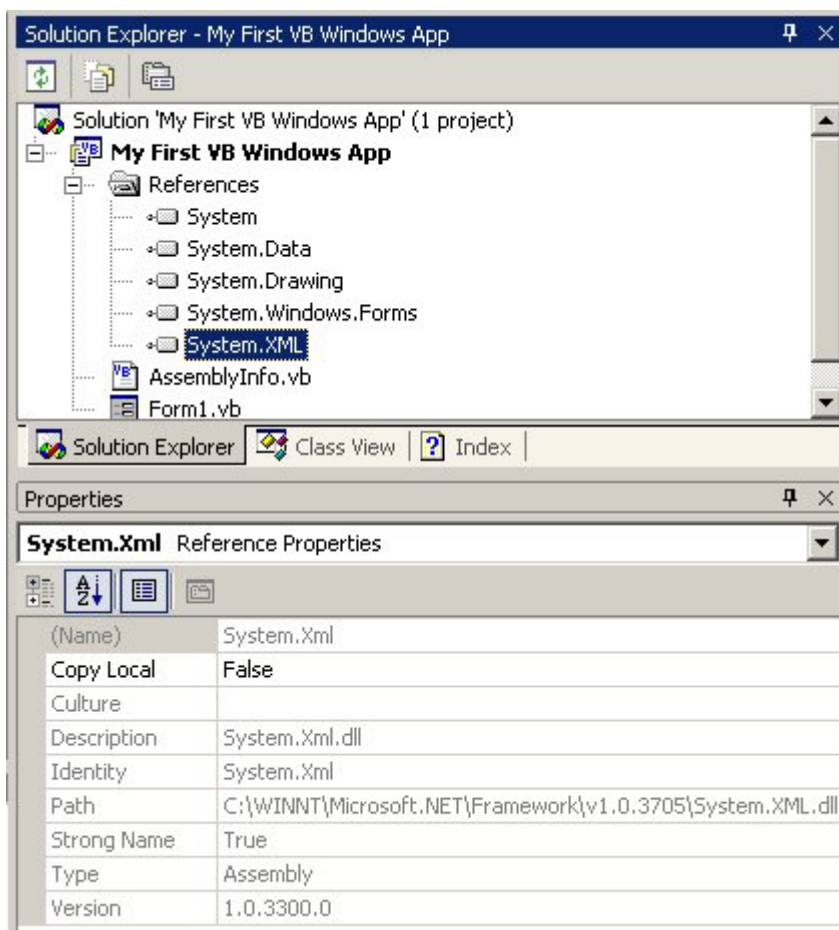 Solution Explorer - My First VB Windows App
Solution 'My First VB Windows App' (1 project)
My First VB Windows App
References
System
System.Data
System.Drawing
System.Windows.Forms
System.XML
AssemblyInfo.vb
Form1.vb
Solution Explorer Class View Index
Properties
System.Xml Reference Properties
(Name) System.Xml
Copy Local False
Culture
Description System.Xml.dll
Identity System.Xml
Path C:\WINNT\Microsoft.NET\Framework\v1.0.3705\System.XML.dll
Strong Name True
Type Assembly
Version 1.0.3300.0